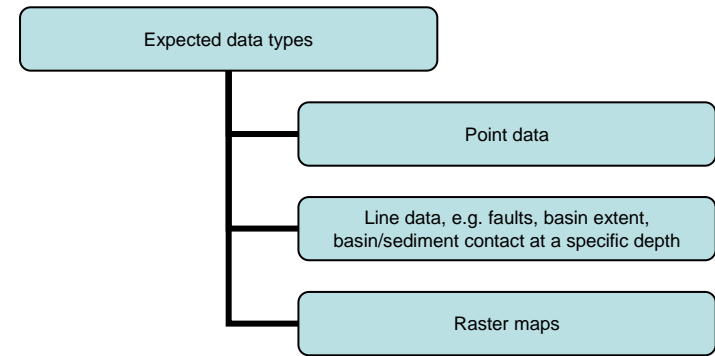 Expected data types
Point data
Line data, e.g. faults, basin extent,
basin/sediment contact at a specific depth
Raster maps